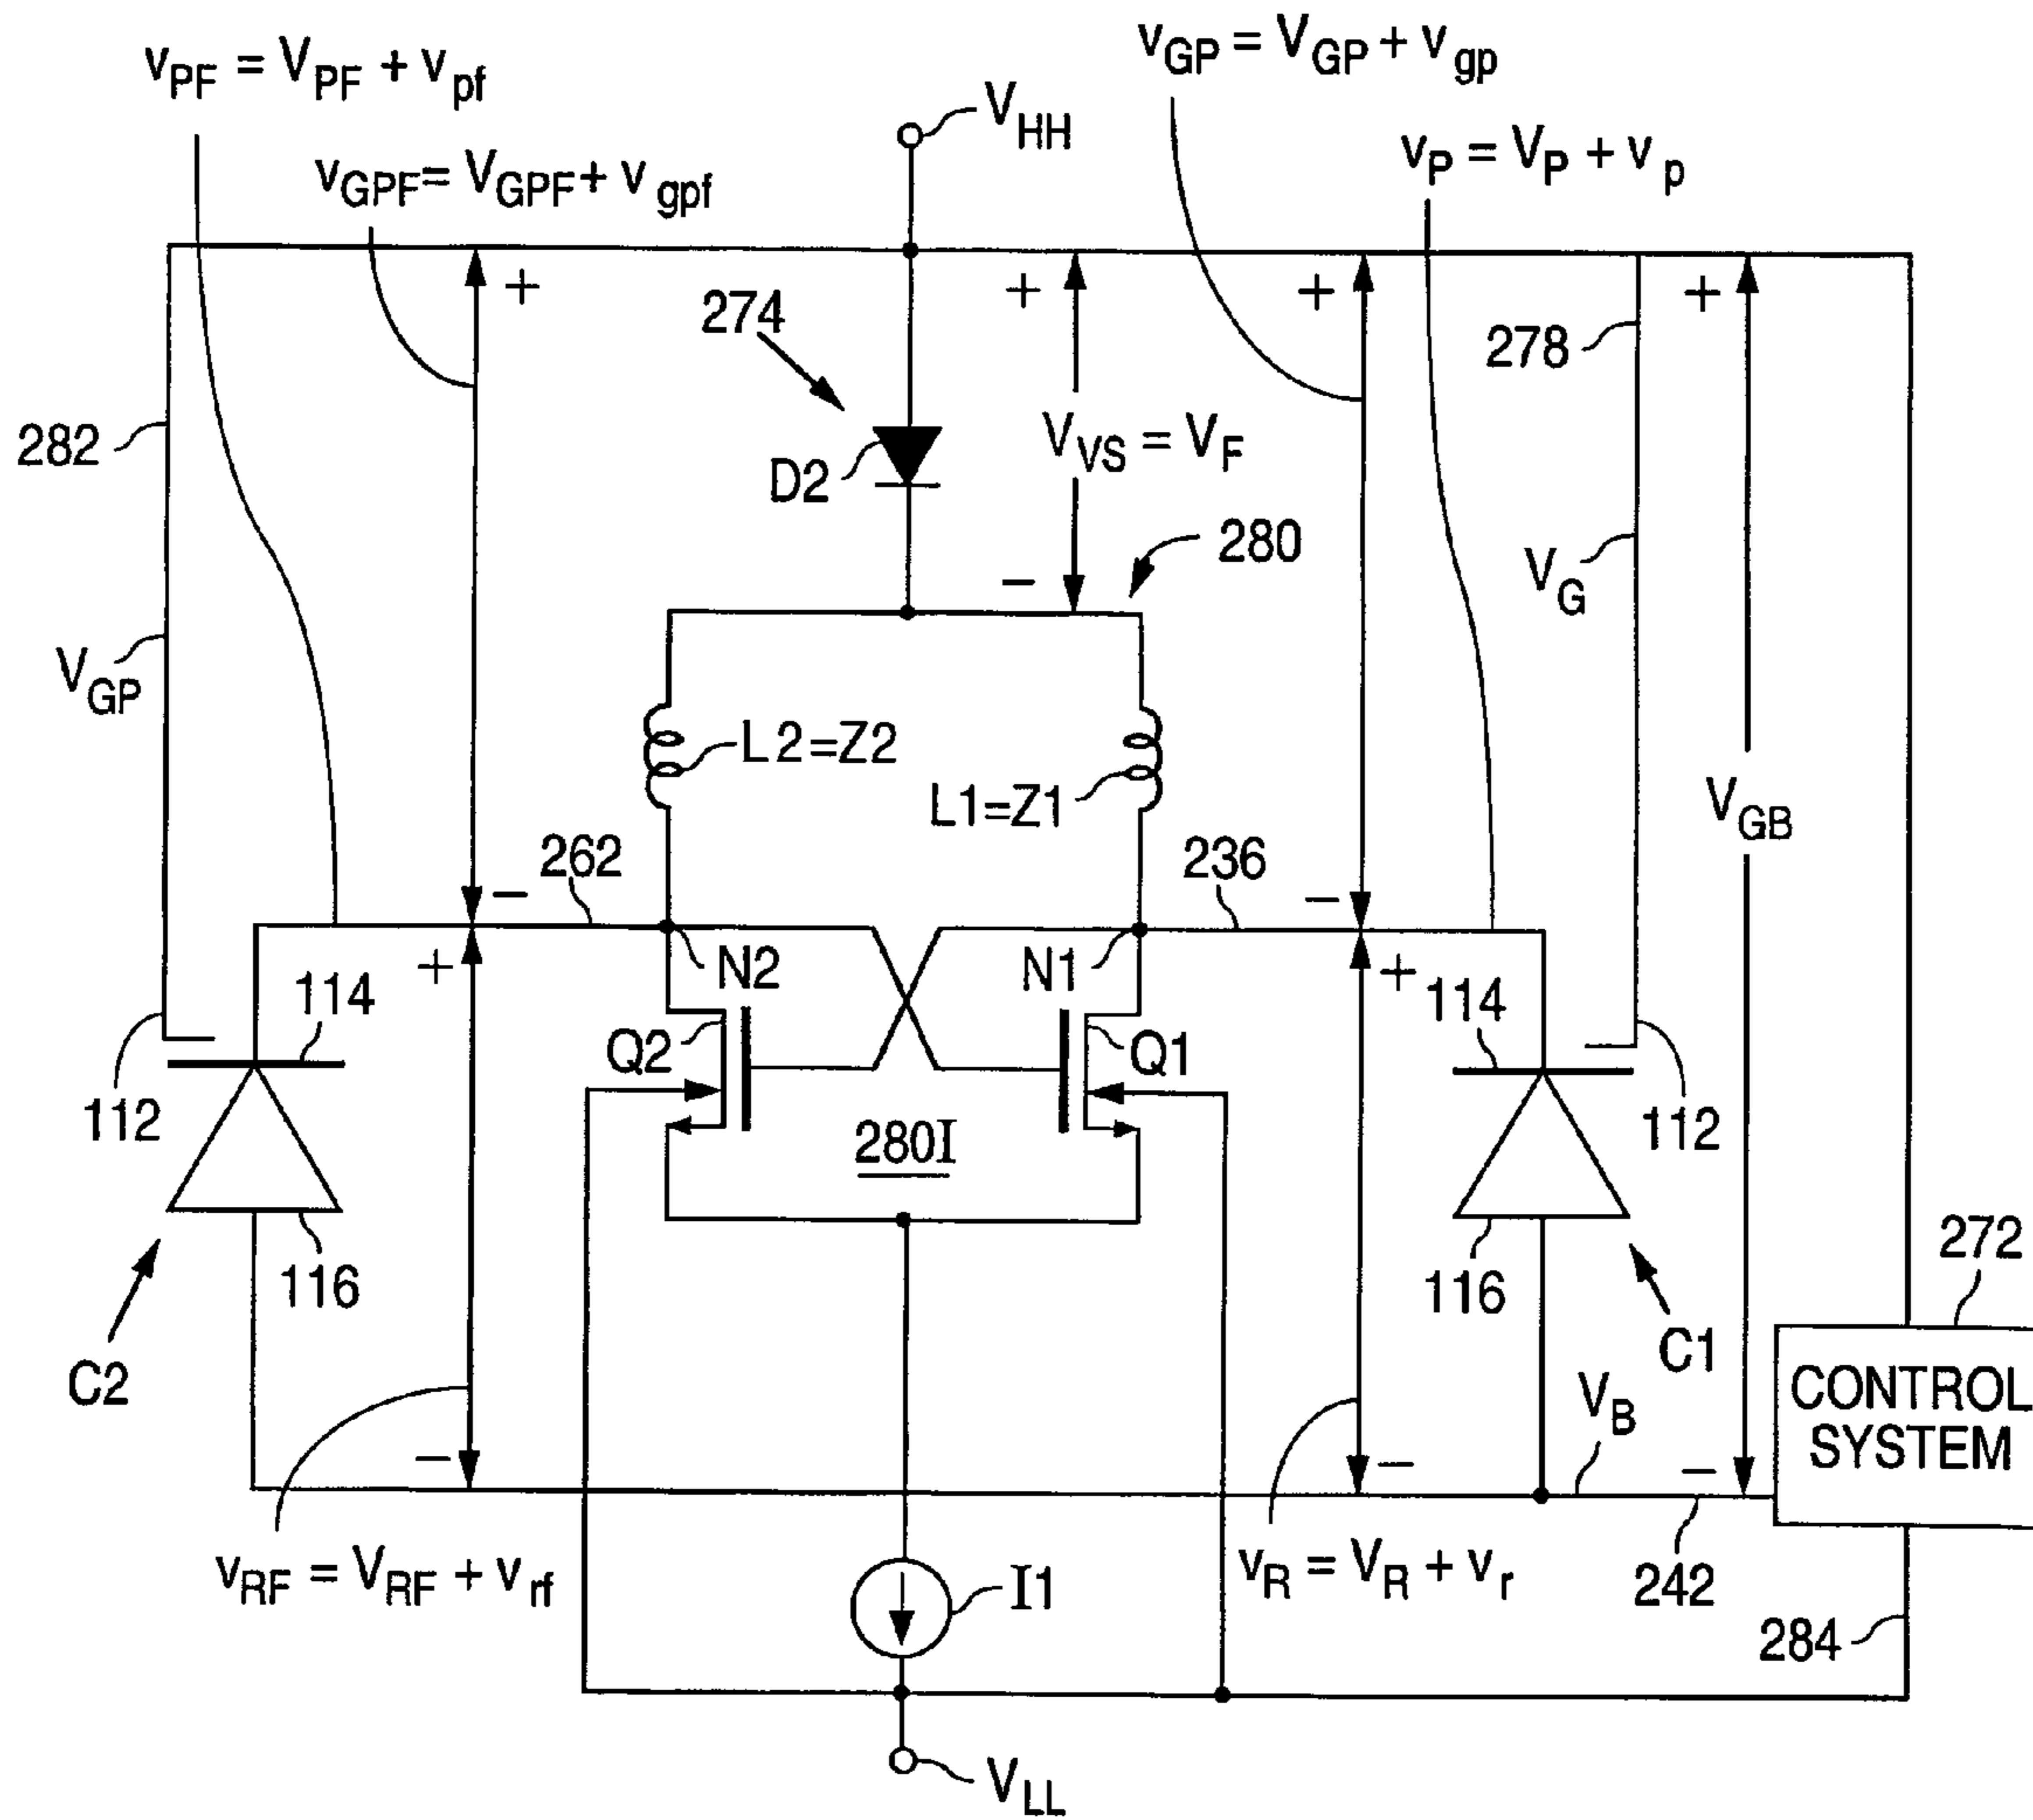 vPF = VPF + vpf
vGP = VGP + vgp
VHH
vGPF = VGPF + vgpf
vP = VP + vp
+
+
+
+
274
278
282
D2
VVS = VF
280
−
VG
VGP
L2=Z2
L1=Z1
VGB
262
236
−
−
+
N2
N1
+
114
114
Q2
Q1
112
112
280I
116
116
272
C2
C1
CONTROL
SYSTEM
VB
−
−
−
vRF = VRF + vrf
I1
vR = VR + vr
242
284
VLL